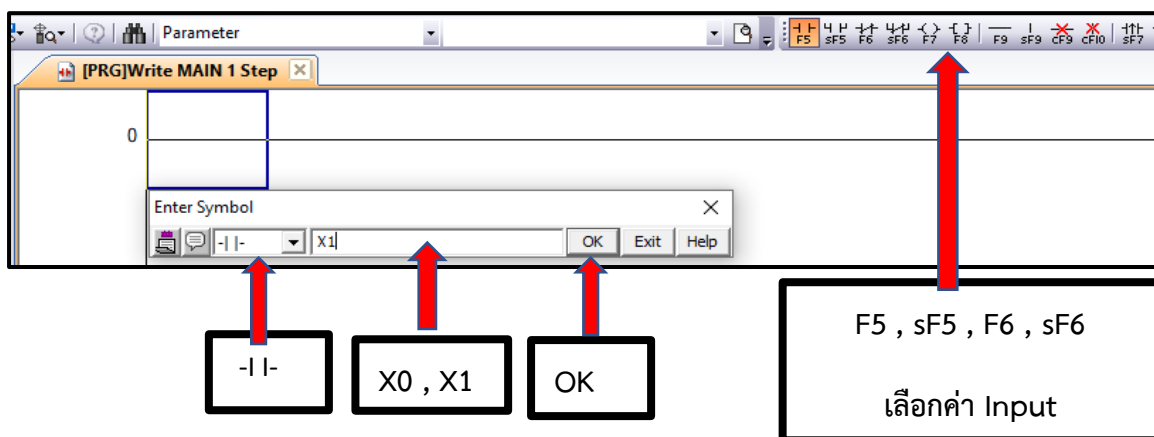 Parameter
F5 sF5 F6 sF6 F7 F8 F9 sF9 cF9 cF10 sF7
[PRG]Write MAIN 1 Step
0
Enter Symbol
-| |- X1 OK Exit Help
-I I-
X0 , X1
OK
F5 , sF5 , F6 , sF6
เลือกค่า Input